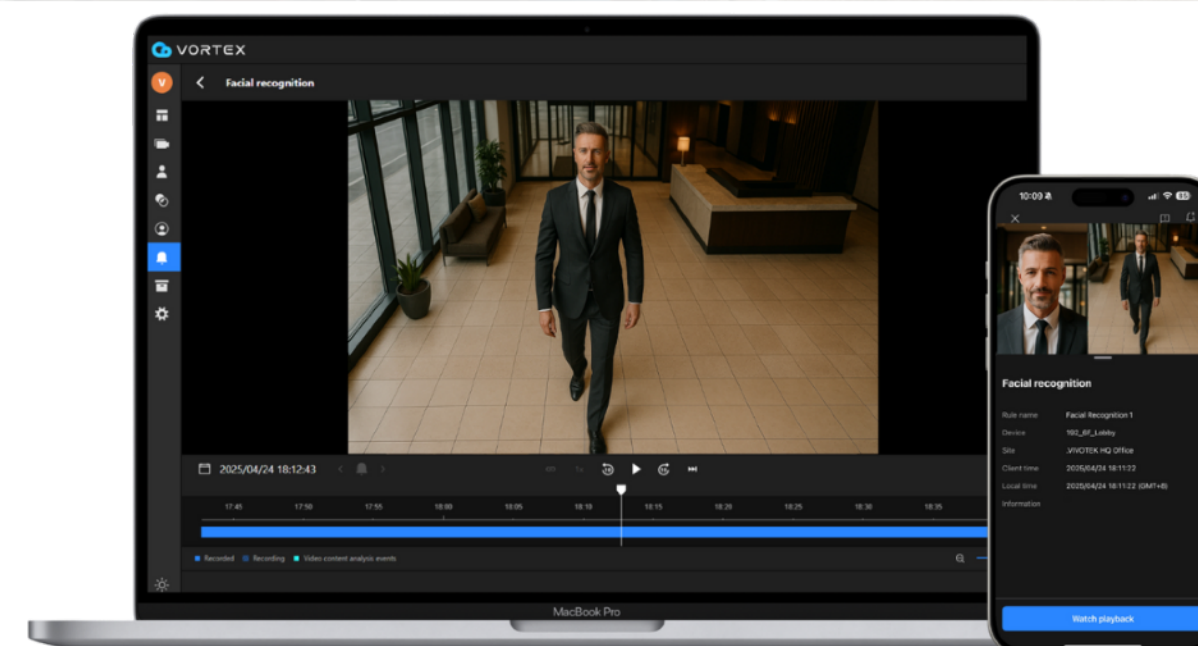 VORTEX
V
Facial recognition
2025/04/24 18:12:43
17:45 17:50 17:55 18:00 18:05 18:10 18:15 18:20 18:25 18:30 18:35
Recorded Recording Video content analysis events
MacBook Pro
10:09
Facial recognition
Rule name Facial Recognition 1
Device
Site .VIVOTEK HQ Office
Client time 2025/04/24 18:11:22
Local time 2025/04/24 18:11:22 (GMT+8)
Information
Watch playback